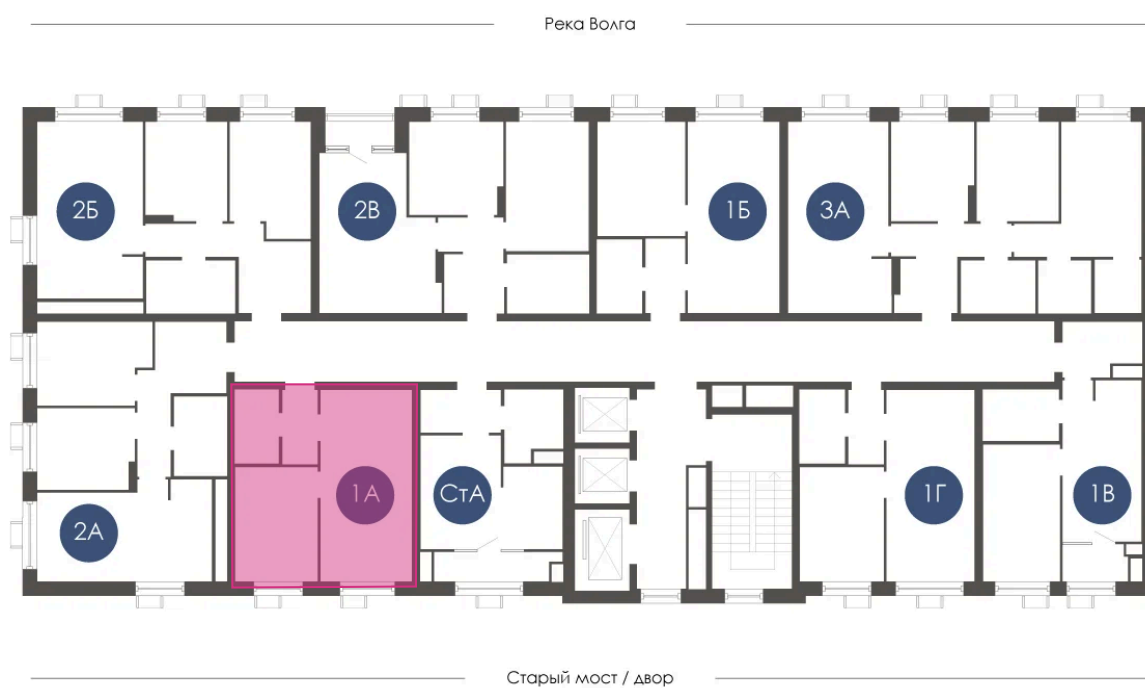 Река Волга
2Б
2В
1Б
3А
2А
1А
СтА
1Г
1В
Старый мост / двор